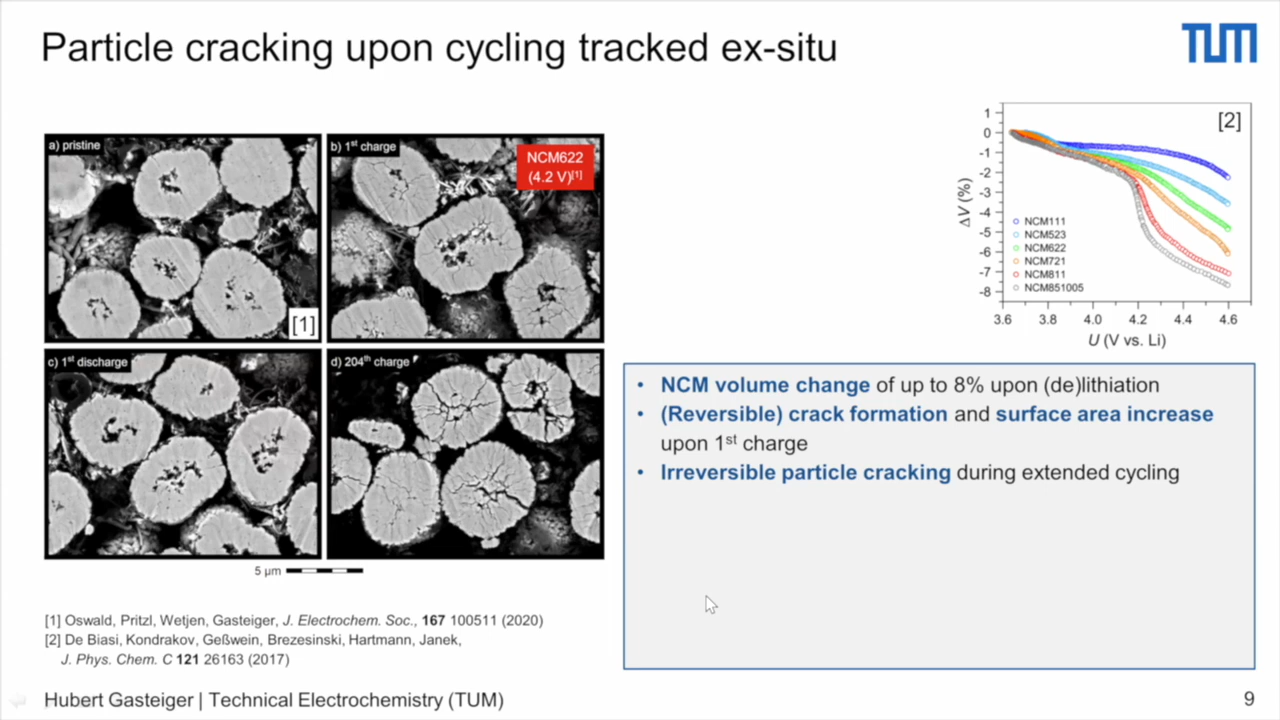 Particle cracking upon cycling tracked ex-situ
TUM
a) pristine
[1]
b) 1st charge
NCM622
(4.2 V)[1]
c) 1st discharge
d) 204th charge
5 µm
[2]
ΔV (%)
1
0
-1
-2
-3
-4
-5
-6
-7
-8
NCM111
NCM523
NCM622
NCM721
NCM811
NCM851005
3.6 3.8 4.0 4.2 4.4 4.6
U (V vs. Li)
• NCM volume change of up to 8% upon (de)lithiation
• (Reversible) crack formation and surface area increase
upon 1st charge
• Irreversible particle cracking during extended cycling
[1] Oswald, Pritzl, Wetjen, Gasteiger, J. Electrochem. Soc., 167 100511 (2020)
[2] De Biasi, Kondrakov, Geßwein, Brezesinski, Hartmann, Janek,
J. Phys. Chem. C 121 26163 (2017)
Hubert Gasteiger | Technical Electrochemistry (TUM)
9